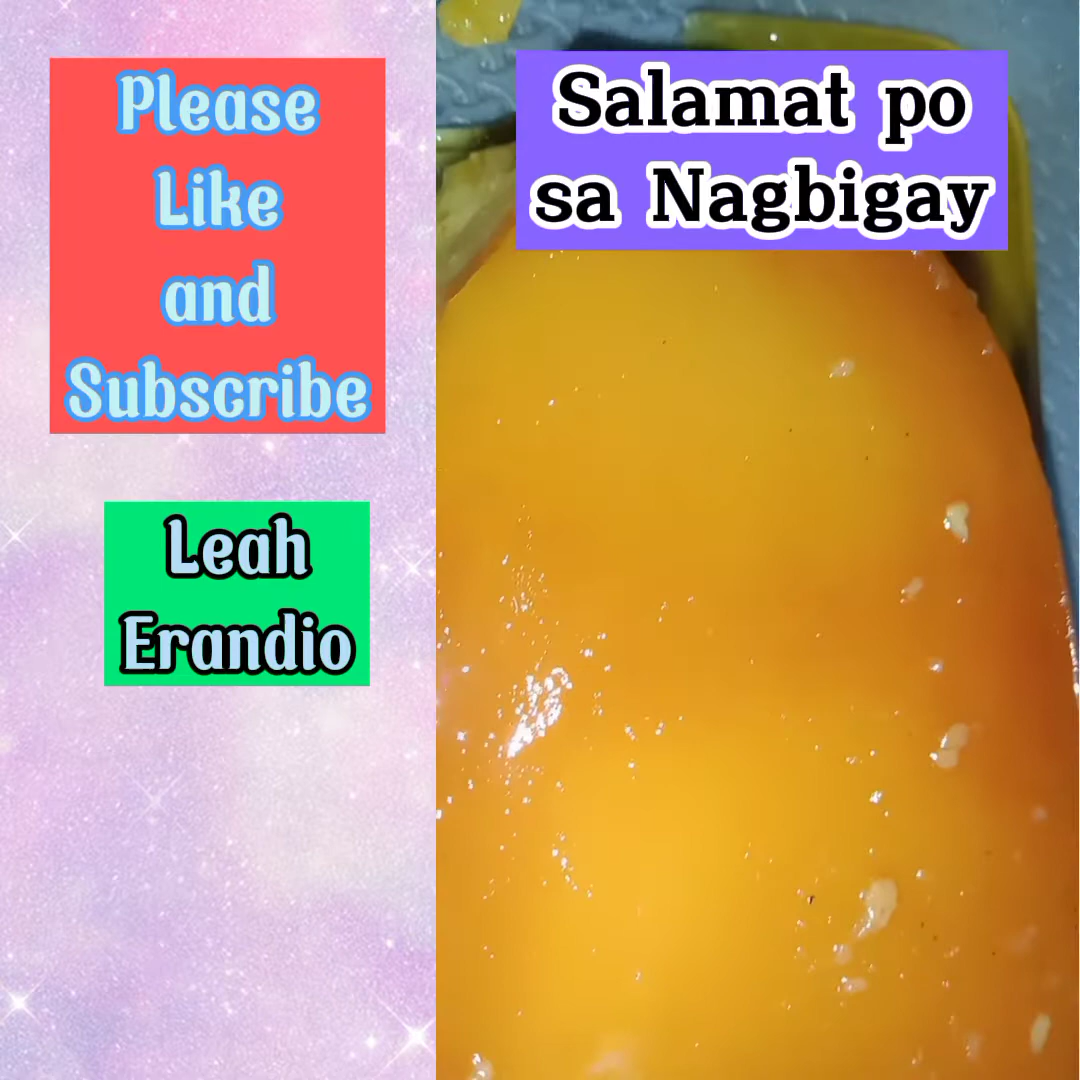 Please
Like
and
Subscribe
Leah
Erandio
Salamat po
sa Nagbigay